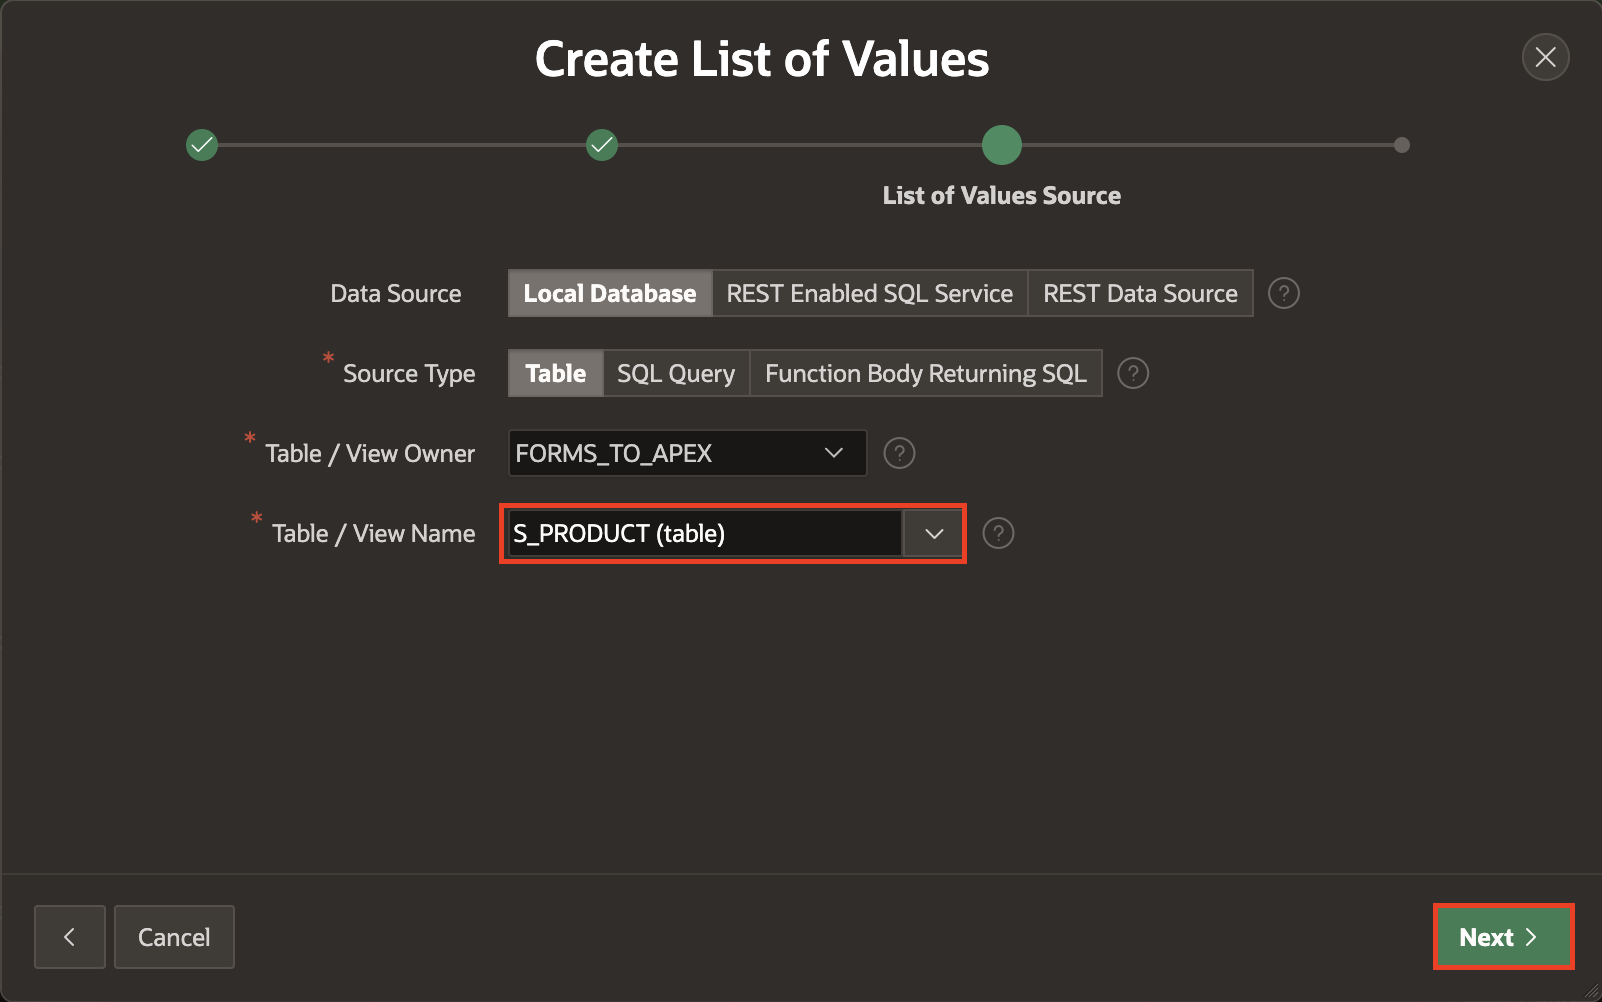 Create List of Values
List of Values Source
Data Source Local Database REST Enabled SQL Service REST Data Source ?
* Source Type Table SQL Query Function Body Returning SQL ?
* Table / View Owner FORMS_TO_APEX ?
* Table / View Name S_PRODUCT (table) ?
Cancel Next